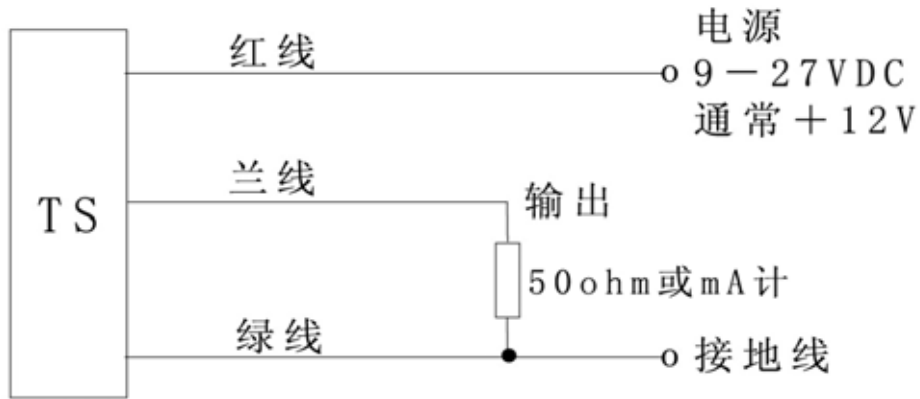 电源
红线
9－27VDC
通常＋12V
兰线
TS
输出
50ohm或mA计
绿线
接地线